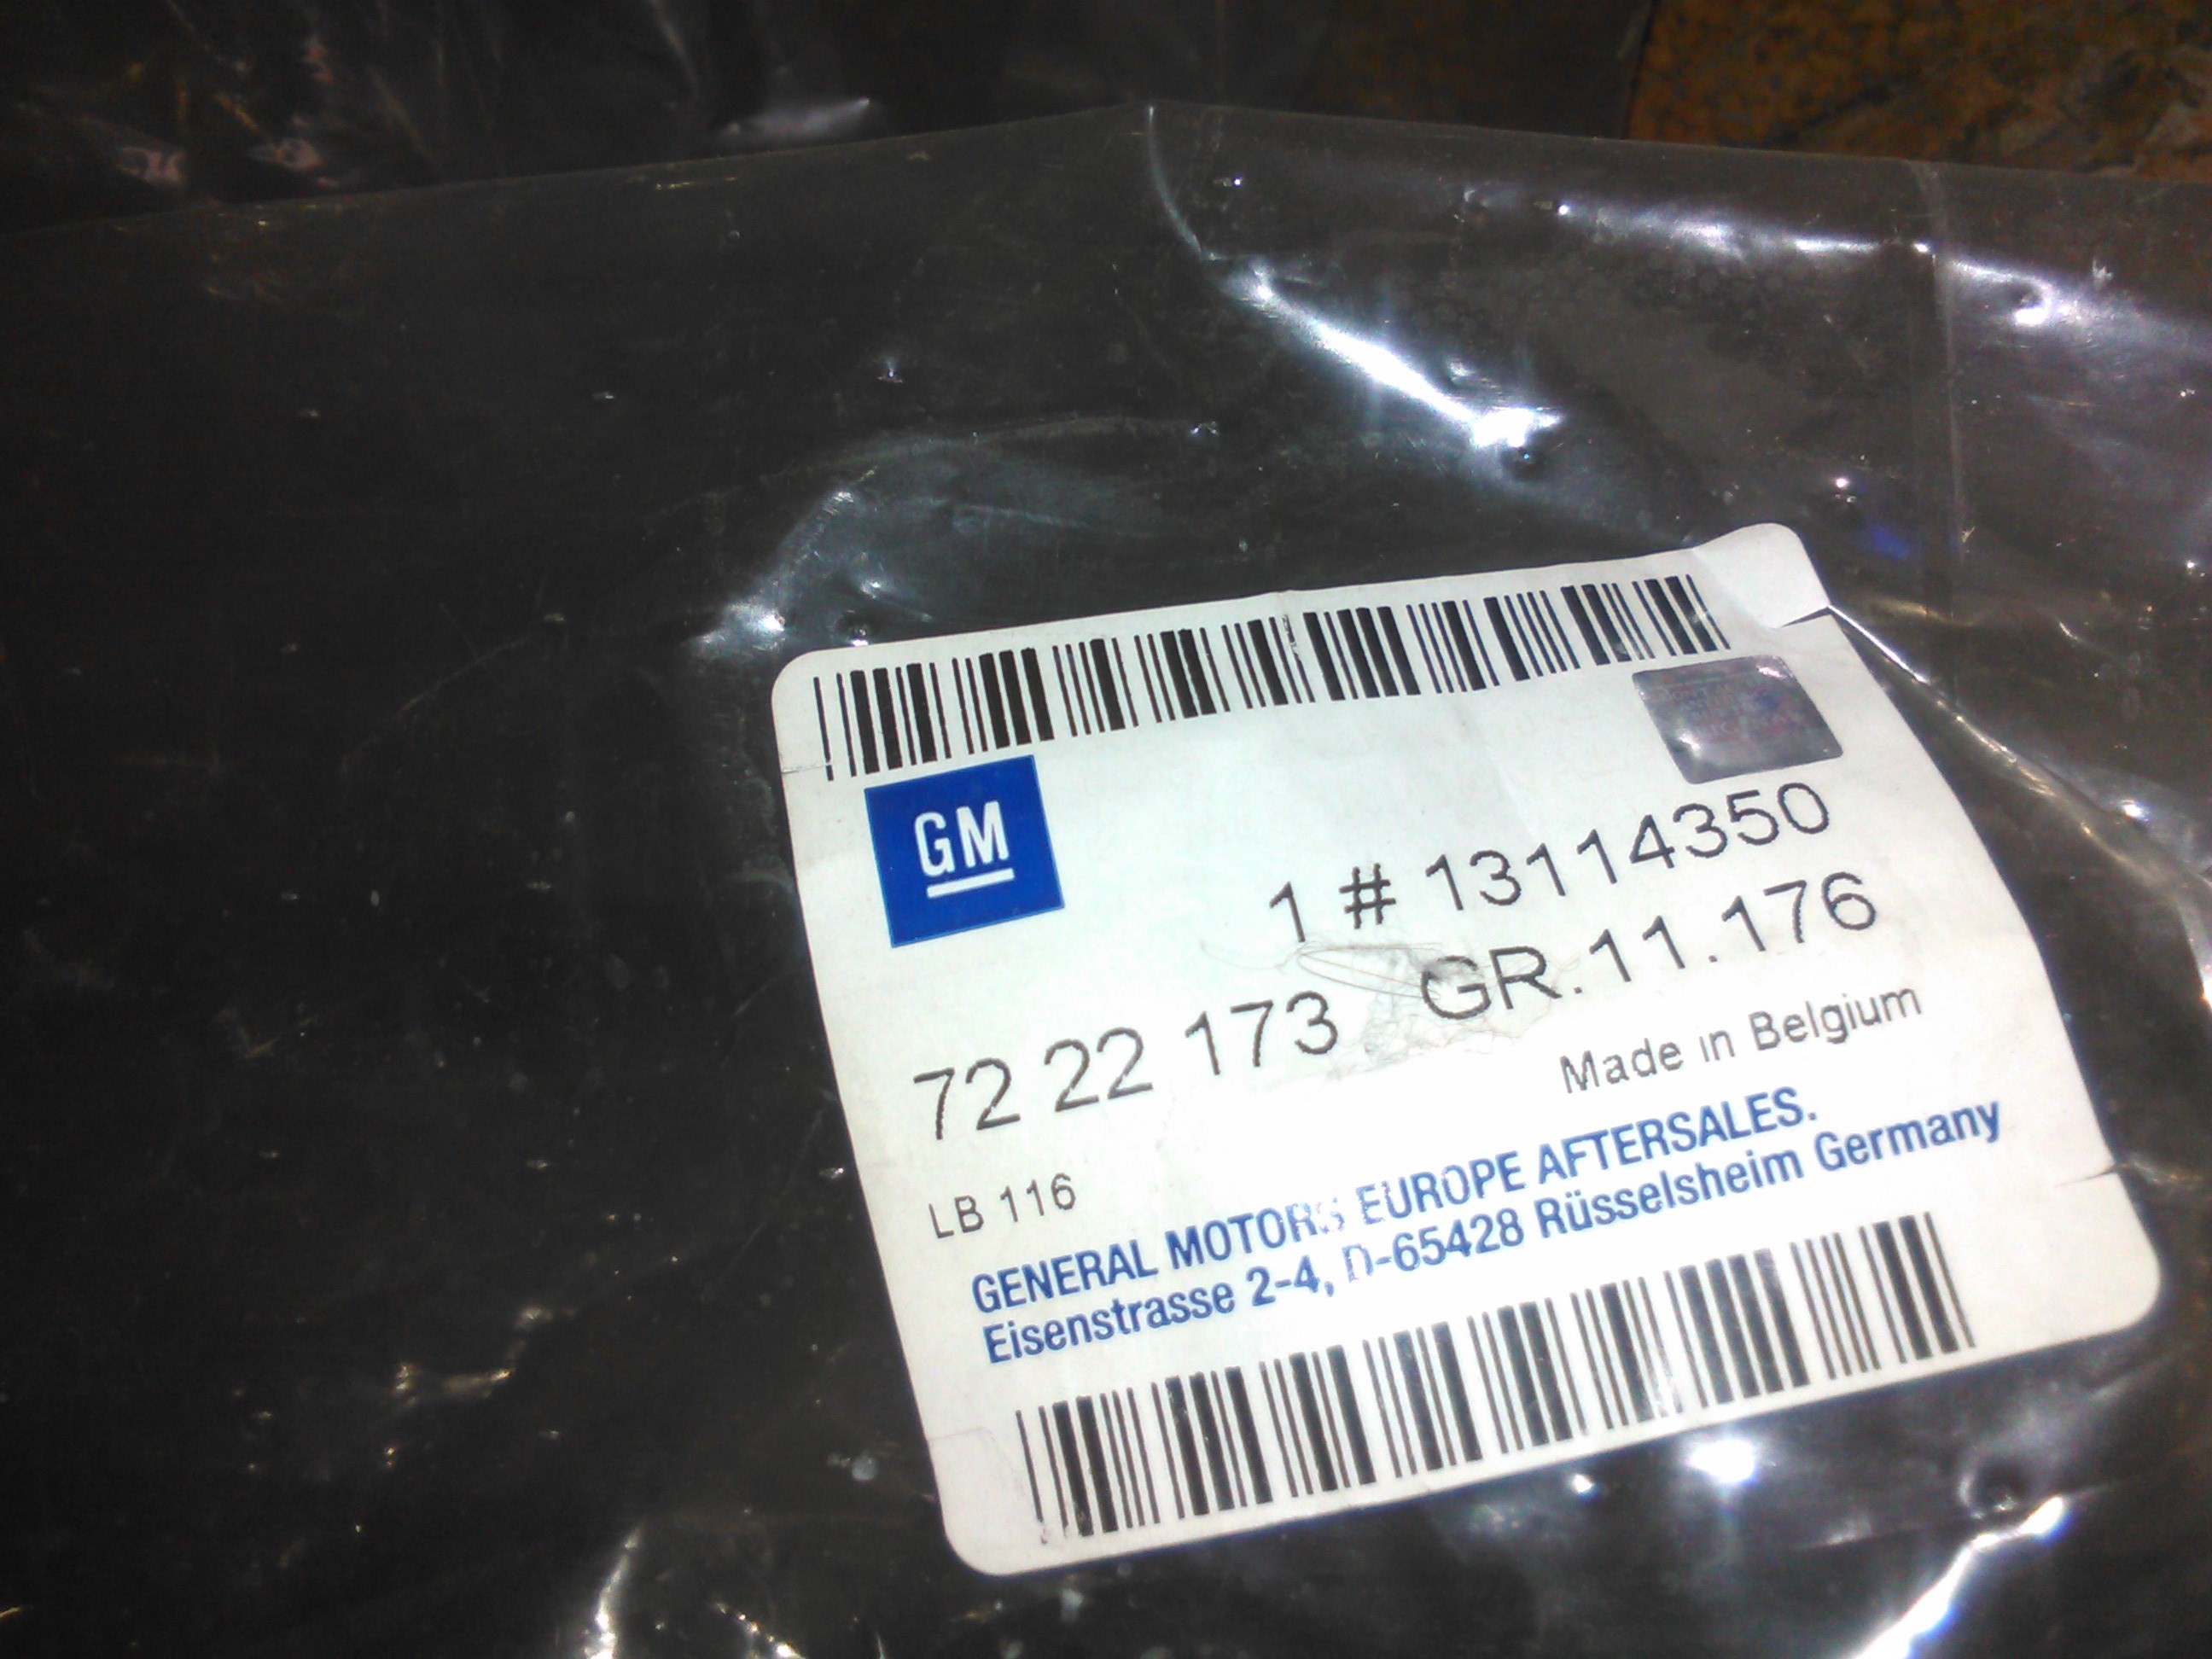 GM
1 # 13114350
72 22 173 GR.11.176
Made in Belgium
LB 116
GENERAL MOTORS EUROPE AFTERSALES.
Eisenstrasse 2-4, D-65428 Rüsselsheim Germany